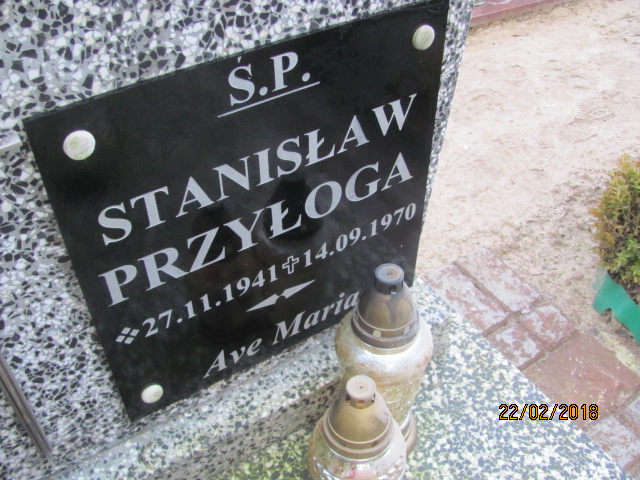 Ś.P.
STANISŁAW
PRZYŁOGA
❖27.11.1941✝14.09.1970
Ave Maria
22/02/2018